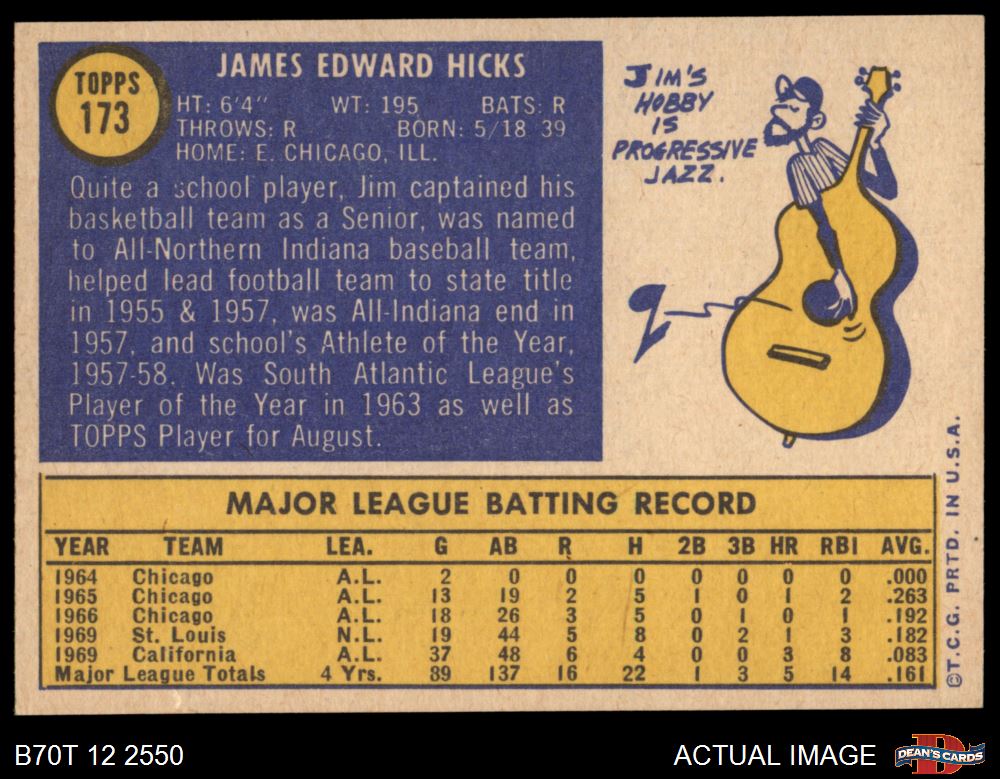 TOPPS
173
JAMES EDWARD HICKS
HT: 6'4" WT: 195 BATS: R
THROWS: R BORN: 5/18 39
HOME: E. CHICAGO, ILL.
Quite a school player, Jim captained his
basketball team as a Senior, was named
to All-Northern Indiana baseball team,
helped lead football team to state title
in 1955 & 1957, was All-Indiana end in
1957, and school's Athlete of the Year,
1957-58. Was South Atlantic League's
Player of the Year in 1963 as well as
TOPPS Player for August.
JIM'S
HOBBY
IS
PROGRESSIVE
JAZZ.
MAJOR LEAGUE BATTING RECORD
YEAR TEAM LEA. G AB R H 2B 3B HR RBI AVG.
1964 Chicago A.L. 2 0 0 0 0 0 0 0 .000
1965 Chicago A.L. 13 19 2 5 1 0 1 2 .263
1966 Chicago A.L. 18 26 3 5 0 1 0 1 .192
1969 St. Louis N.L. 19 44 5 8 0 2 1 3 .182
1969 California A.L. 37 48 6 4 0 0 3 8 .083
Major League Totals 4 Yrs. 89 137 16 22 1 3 5 14 .161
©T.C.G. PRTD. IN U.S.A.
B70T 12 2550
ACTUAL IMAGE
DEAN'S CARDS